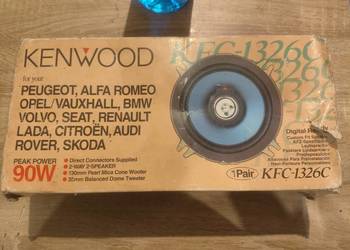 KENWOOD
KFC-1326C
for your
PEUGEOT, ALFA ROMEO
OPEL/VAUXHALL, BMW
VOLVO, SEAT, RENAULT
LADA, CITROËN, AUDI
ROVER, SKODA
PEAK POWER
90W
● Direct Connectors Supplied
● 2-WAY 2-SPEAKER
● 130mm Pearl Mica Cone Woofer
● 35mm Balanced Dome Tweeter
1Pair
KFC-1326C